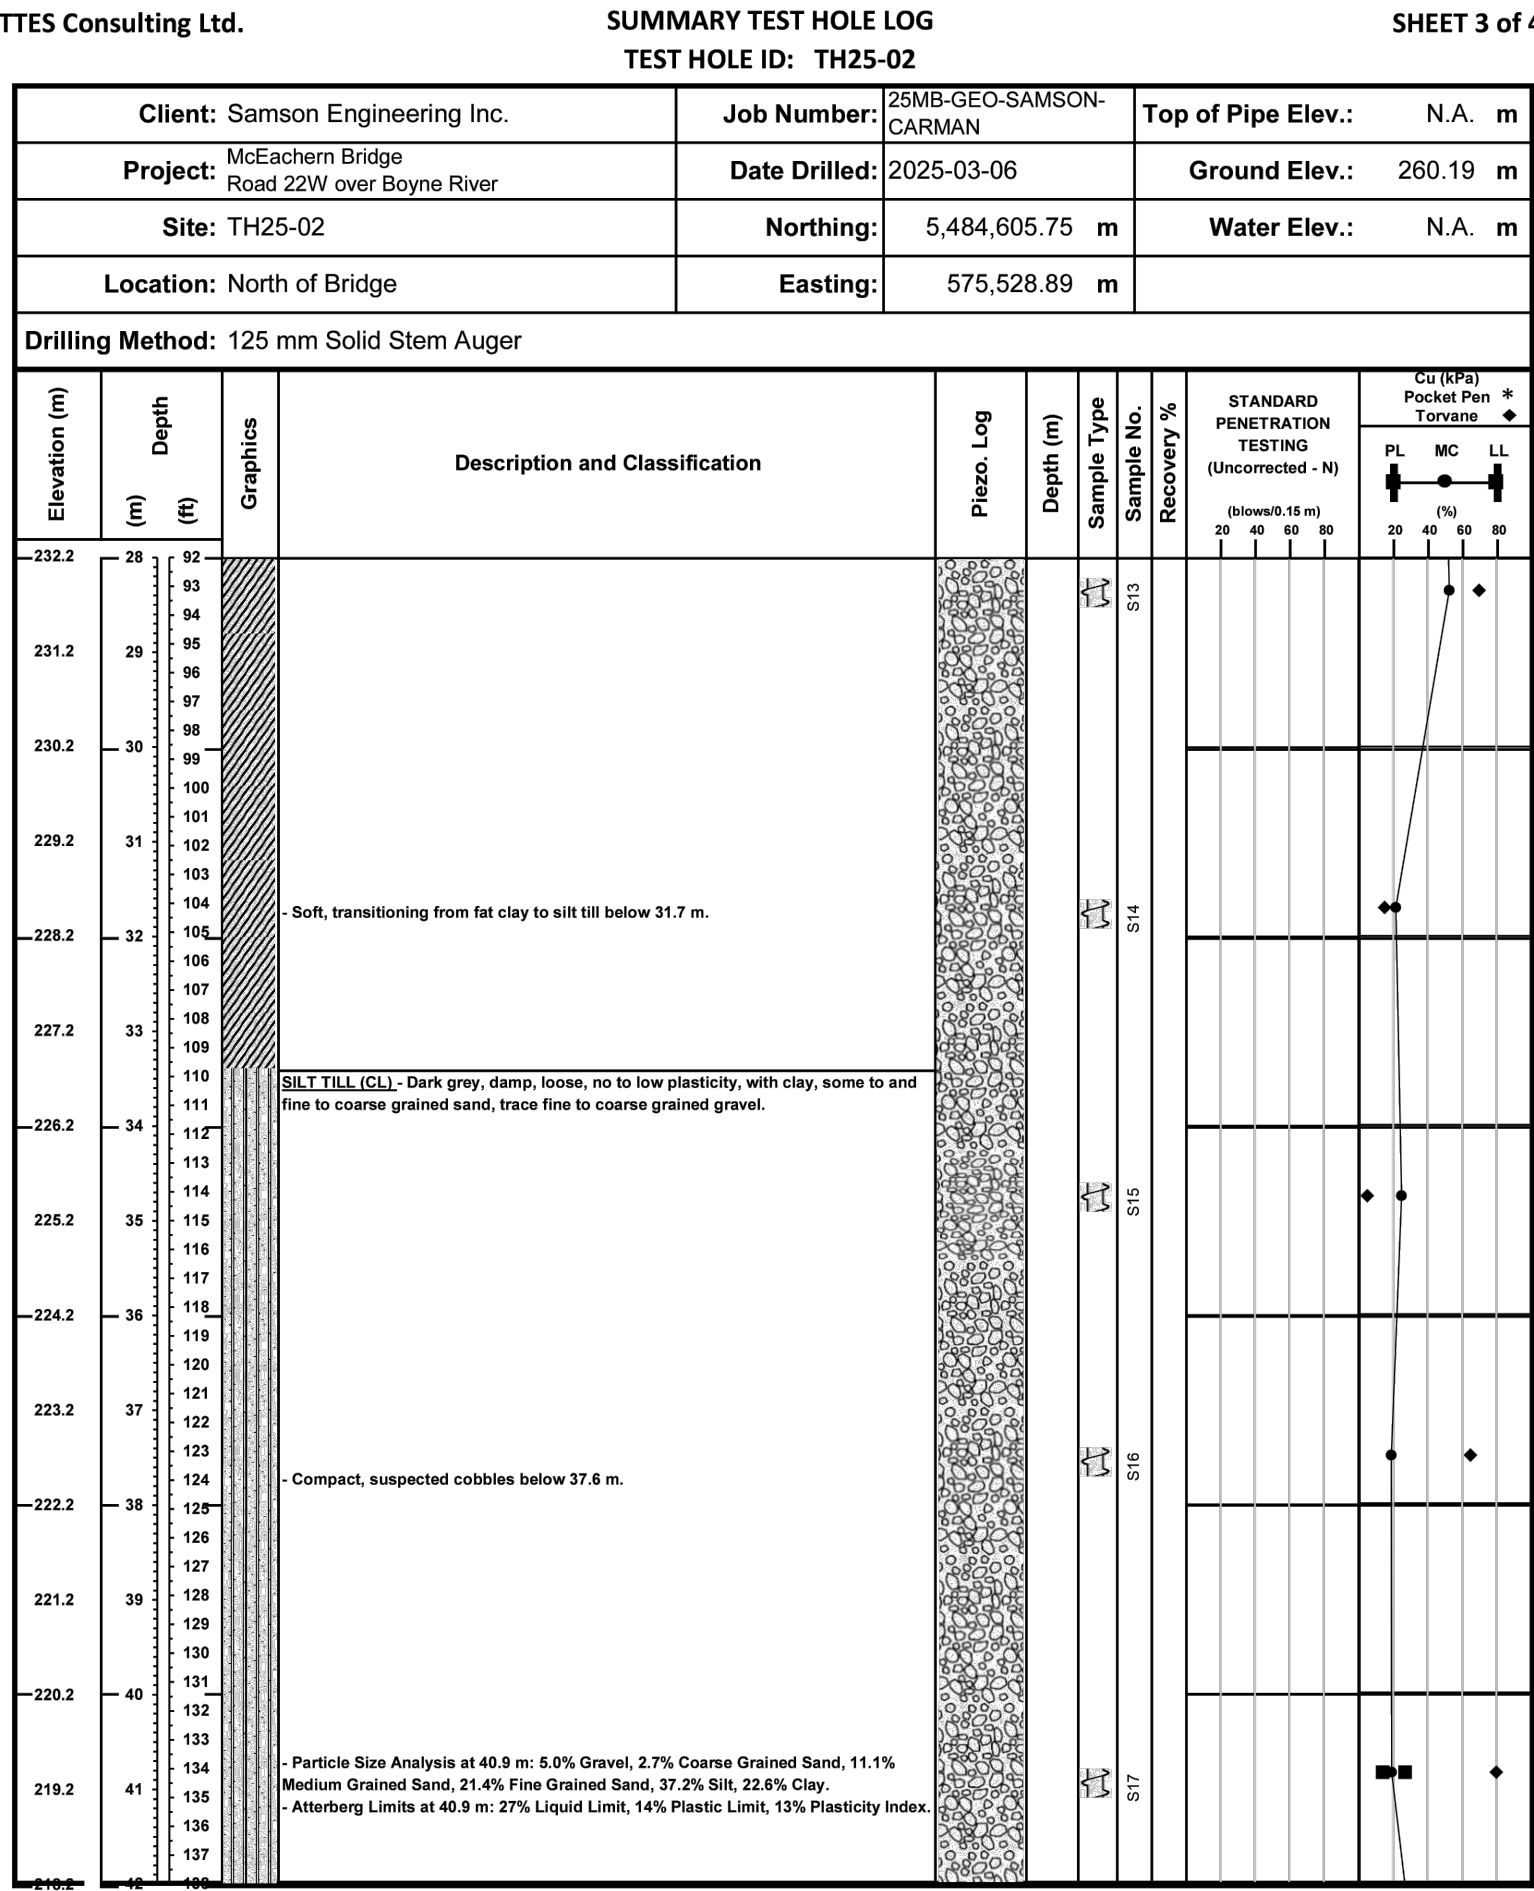 TTES Consulting Ltd.
SUMMARY TEST HOLE LOG
SHEET 3 of 4
TEST HOLE ID: TH25-02
Client: Samson Engineering Inc.
Job Number: 25MB-GEO-SAMSON-
CARMAN
Top of Pipe Elev.: N.A. m
Project: McEachern Bridge
Road 22W over Boyne River
Date Drilled: 2025-03-06
Ground Elev.: 260.19 m
Site: TH25-02
Northing: 5,484,605.75 m
Water Elev.: N.A. m
Location: North of Bridge
Easting: 575,528.89 m
Drilling Method: 125 mm Solid Stem Auger
Elevation (m)
Depth
(m)
(ft)
Graphics
Description and Classification
Piezo. Log
Depth (m)
Sample Type
Sample No.
Recovery %
STANDARD
PENETRATION
TESTING
(Uncorrected - N)
(blows/0.15 m)
20 40 60 80
Cu (kPa)
Pocket Pen *
Torvane ◆
PL MC LL
(%)
20 40 60 80
232.2 28 92
93
S13
94
95
231.2 29
96
97
98
230.2 30
99
100
101
229.2 31
102
103
104
- Soft, transitioning from fat clay to silt till below 31.7 m.
S14
105
228.2 32
106
107
108
227.2 33
109
110
SILT TILL (CL) - Dark grey, damp, loose, no to low plasticity, with clay, some to and
fine to coarse grained sand, trace fine to coarse grained gravel.
111
226.2 34
112
113
114
S15
225.2 35 115
116
117
118
224.2 36
119
120
121
223.2 37
122
123
S16
124
- Compact, suspected cobbles below 37.6 m.
222.2 38 125
126
127
128
221.2 39
129
130
131
220.2 40
132
133
- Particle Size Analysis at 40.9 m: 5.0% Gravel, 2.7% Coarse Grained Sand, 11.1%
134
Medium Grained Sand, 21.4% Fine Grained Sand, 37.2% Silt, 22.6% Clay.
S17
219.2 41
135
- Atterberg Limits at 40.9 m: 27% Liquid Limit, 14% Plastic Limit, 13% Plasticity Index.
136
137
218.2 42 138